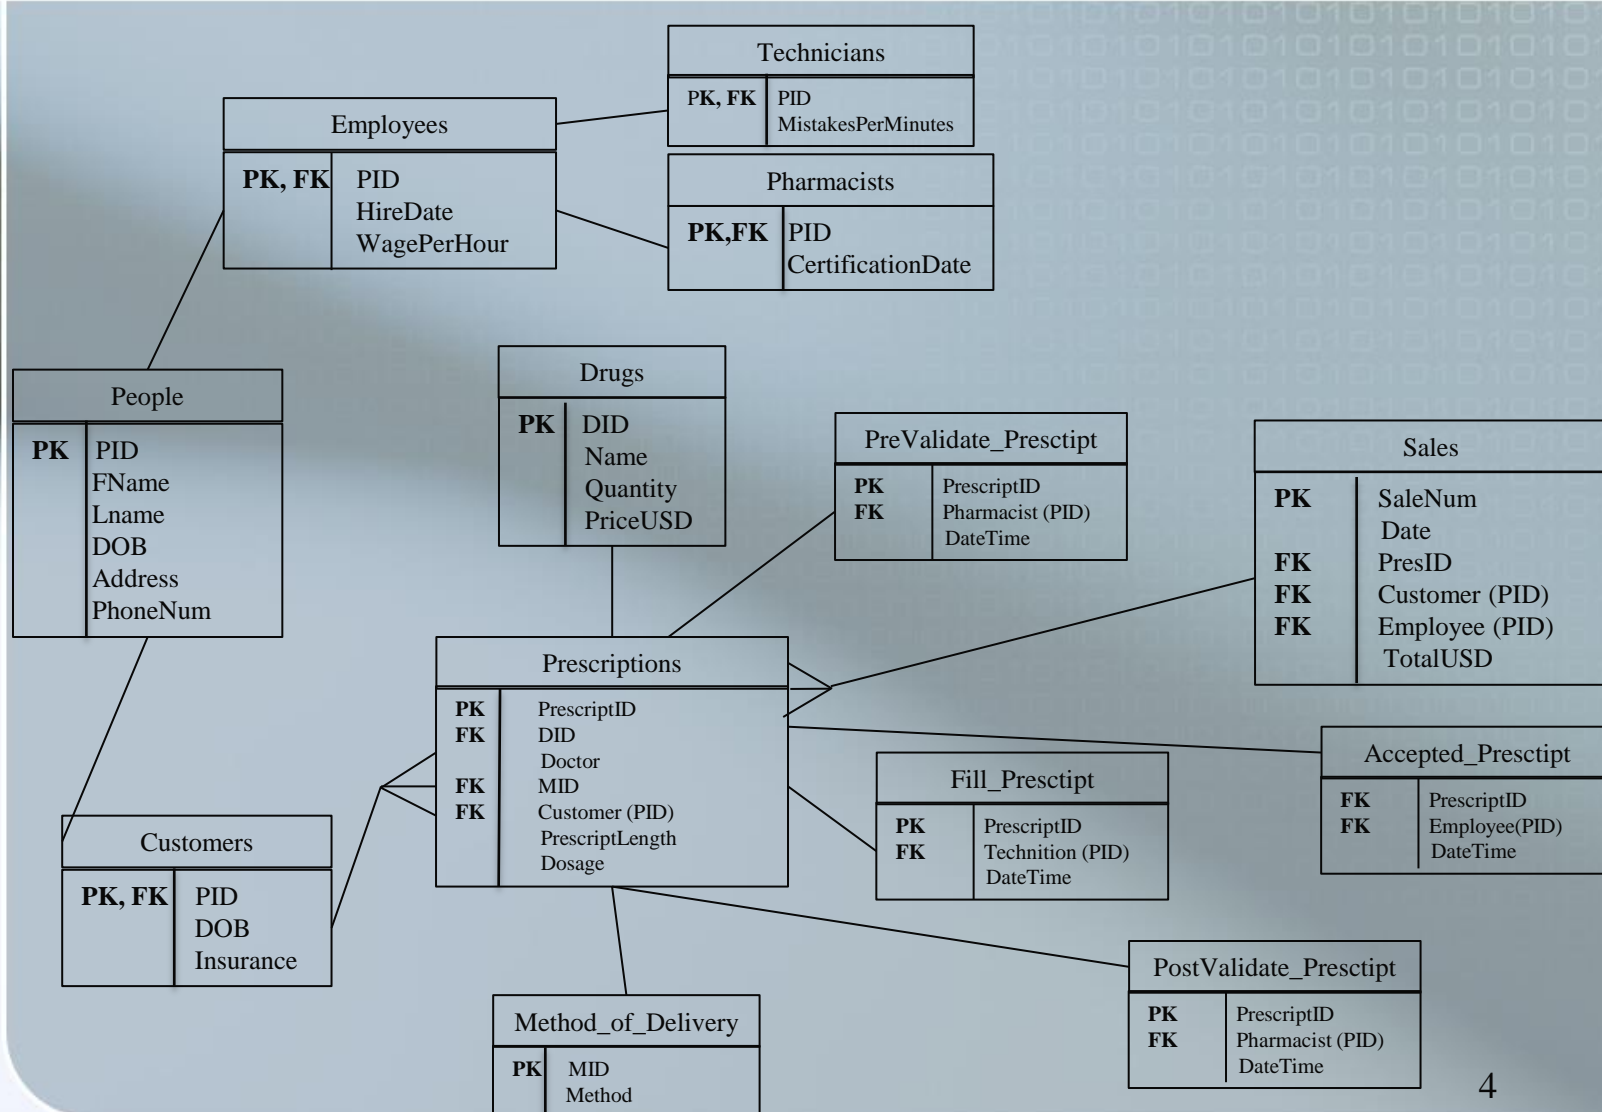 Technicians
PK, FK PID
MistakesPerMinutes
Employees
PK, FK PID
HireDate
WagePerHour
Pharmacists
PK,FK PID
CertificationDate
People
PK PID
FName
Lname
DOB
Address
PhoneNum
Drugs
PK DID
Name
Quantity
PriceUSD
PreValidate_Presctipt
PK PrescriptID
FK Pharmacist (PID)
DateTime
Sales
PK SaleNum
Date
FK PresID
FK Customer (PID)
FK Employee (PID)
TotalUSD
Prescriptions
PK PrescriptID
FK DID
Doctor
FK MID
FK Customer (PID)
PrescriptLength
Dosage
Accepted_Presctipt
FK PrescriptID
FK Employee(PID)
DateTime
Fill_Presctipt
PK PrescriptID
FK Technition (PID)
DateTime
Customers
PK, FK PID
DOB
Insurance
PostValidate_Presctipt
PK PrescriptID
FK Pharmacist (PID)
DateTime
Method_of_Delivery
PK MID
Method
4